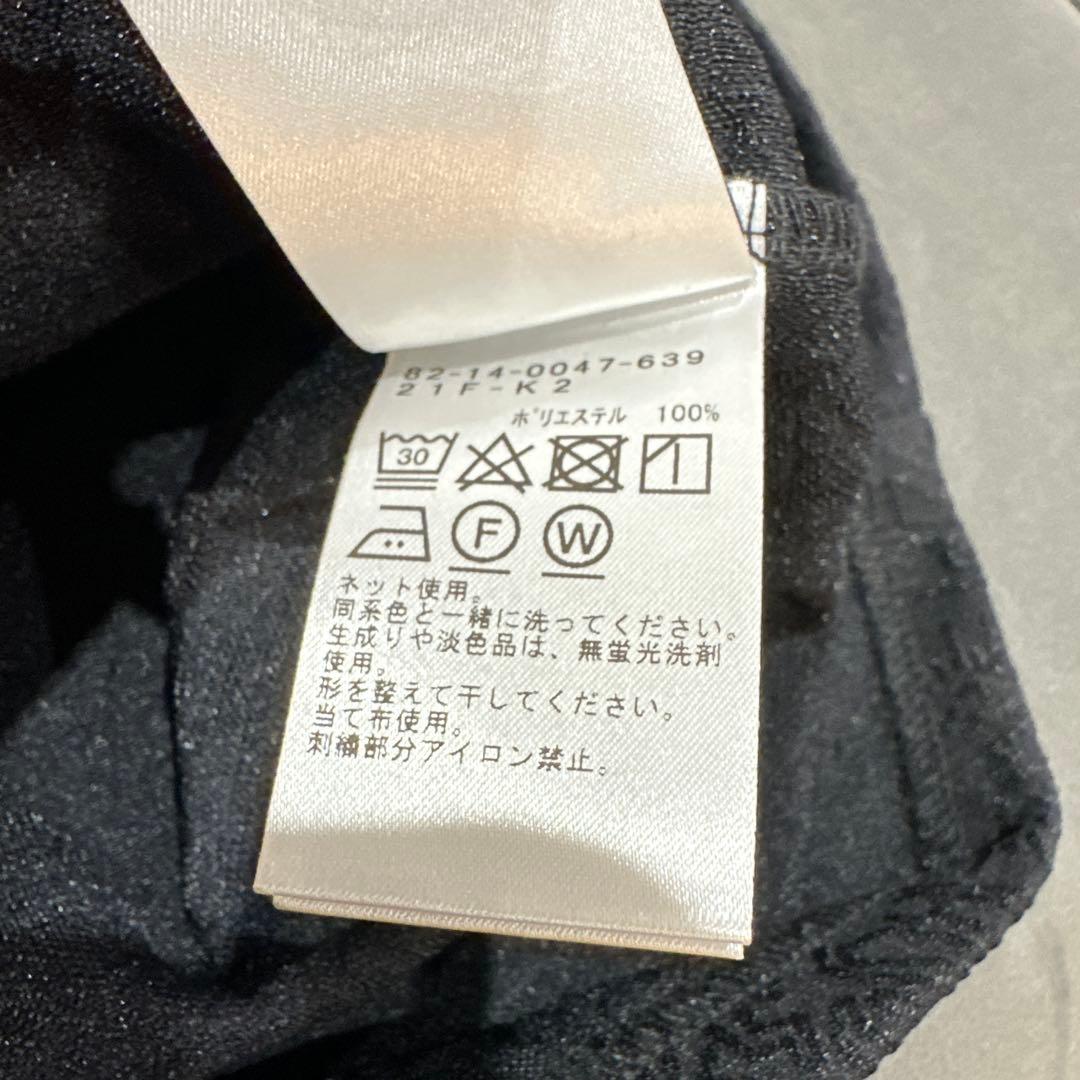 82-14-0047-639
21F-K2
ポリエステル 100%
30
F W
ネット使用。
同系色と一緒に洗ってください。
生成りや淡色品は、無蛍光洗剤
使用。
形を整えて干してください。
当て布使用。
刺繍部分アイロン禁止。